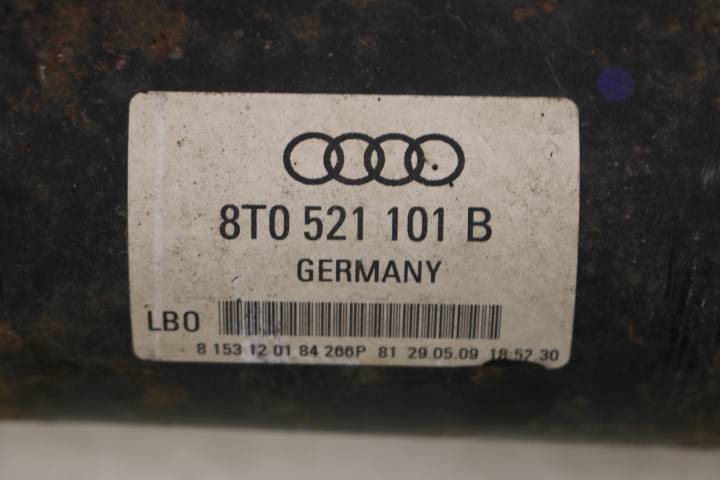 8T0 521 101 B
GERMANY
LBO
8 153 12 01 84 266P 81 29.05.09 18:52.30